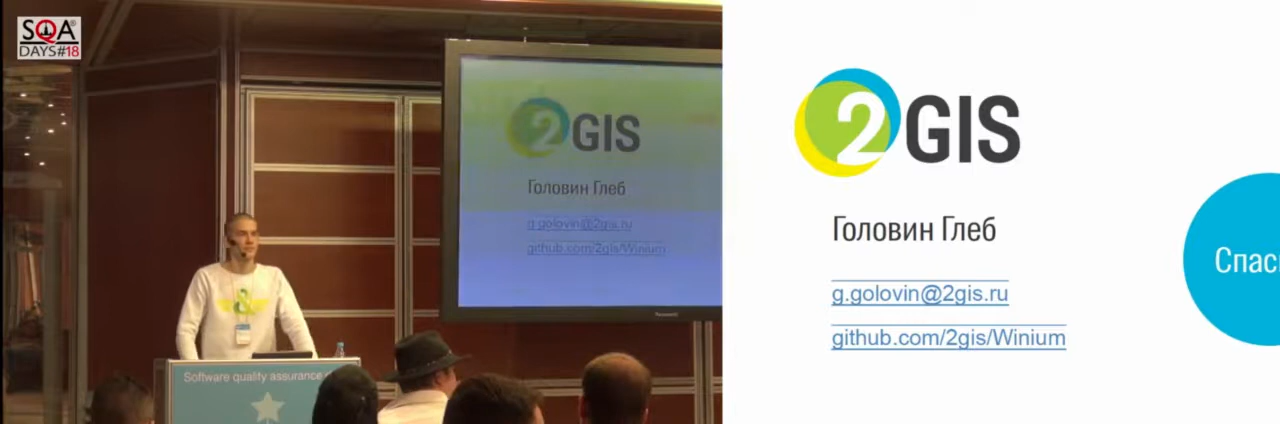 SQA
DAYS#18
2GIS
Головин Глеб
g.golovin@2gis.ru
github.com/2gis/Winium
Panasonic
Software quality assurance
2GIS
Головин Глеб
g.golovin@2gis.ru
github.com/2gis/Winium